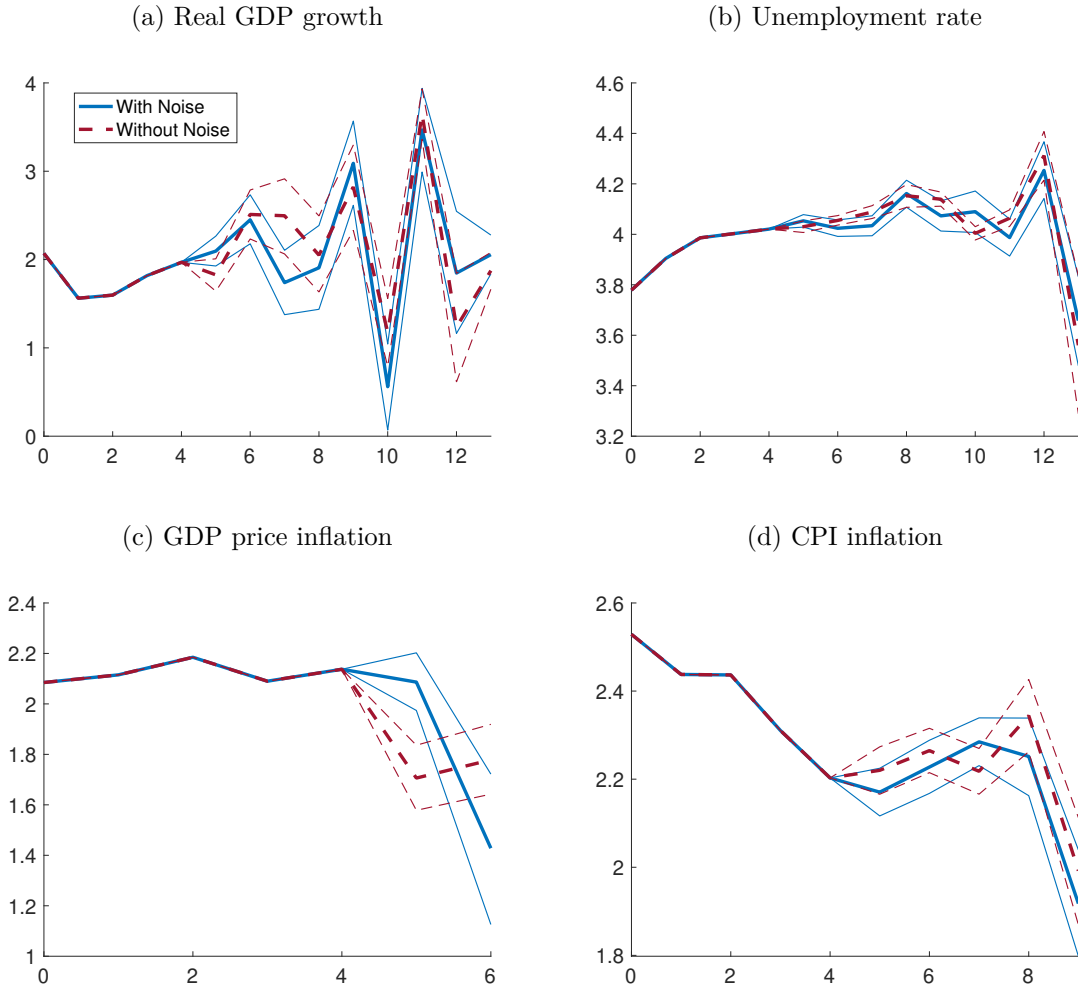 (a) Real GDP growth
4
3
2
1
0
With Noise
Without Noise
0 2 4 6 8 10 12
(b) Unemployment rate
4.6
4.4
4.2
4
3.8
3.6
3.4
3.2
0 2 4 6 8 10 12
(c) GDP price inflation
2.4
2.2
2
1.8
1.6
1.4
1.2
1
0 2 4 6
(d) CPI inflation
2.6
2.4
2.2
2
1.8
0 2 4 6 8